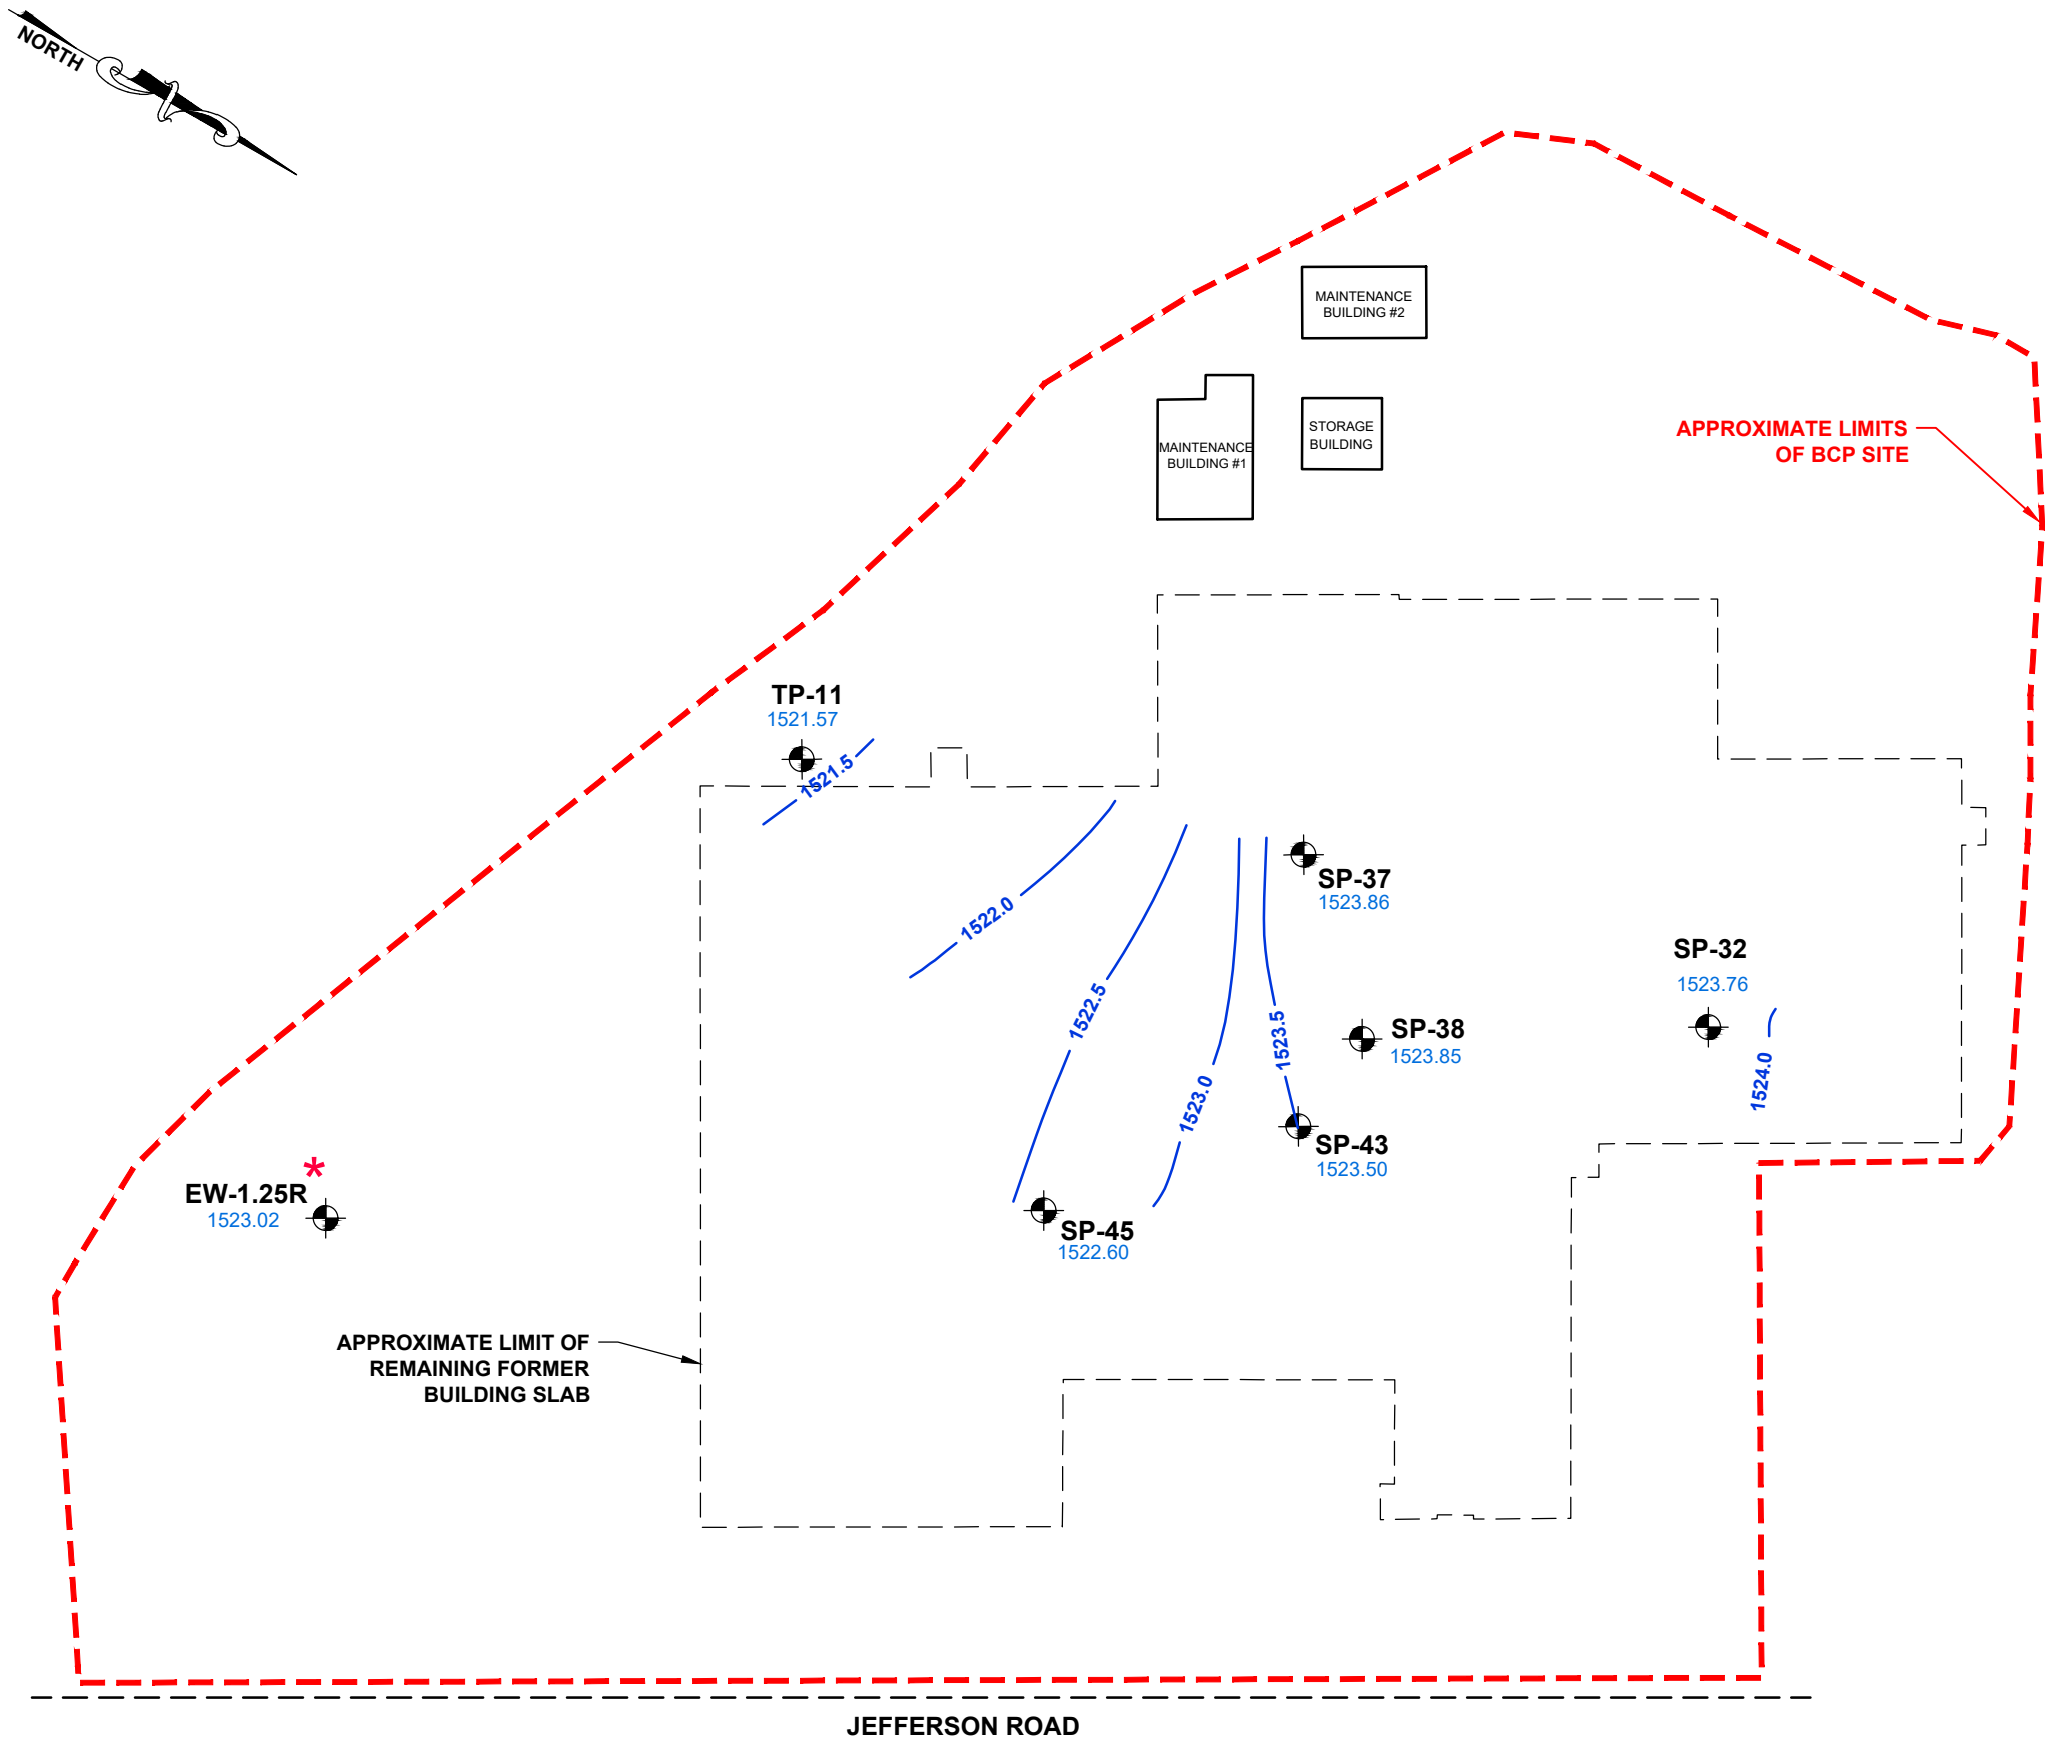 NORTH
MAINTENANCE
BUILDING #2
STORAGE
BUILDING
MAINTENANCE
BUILDING #1
APPROXIMATE LIMITS
OF BCP SITE
TP-11
1521.57
1521.5
1522.0
1522.5
1523.0
1523.5
1524.0
SP-37
1523.86
SP-32
1523.76
SP-38
1523.85
SP-43
1523.50
*
EW-1.25R
1523.02
SP-45
1522.60
APPROXIMATE LIMIT OF
REMAINING FORMER
BUILDING SLAB
JEFFERSON ROAD